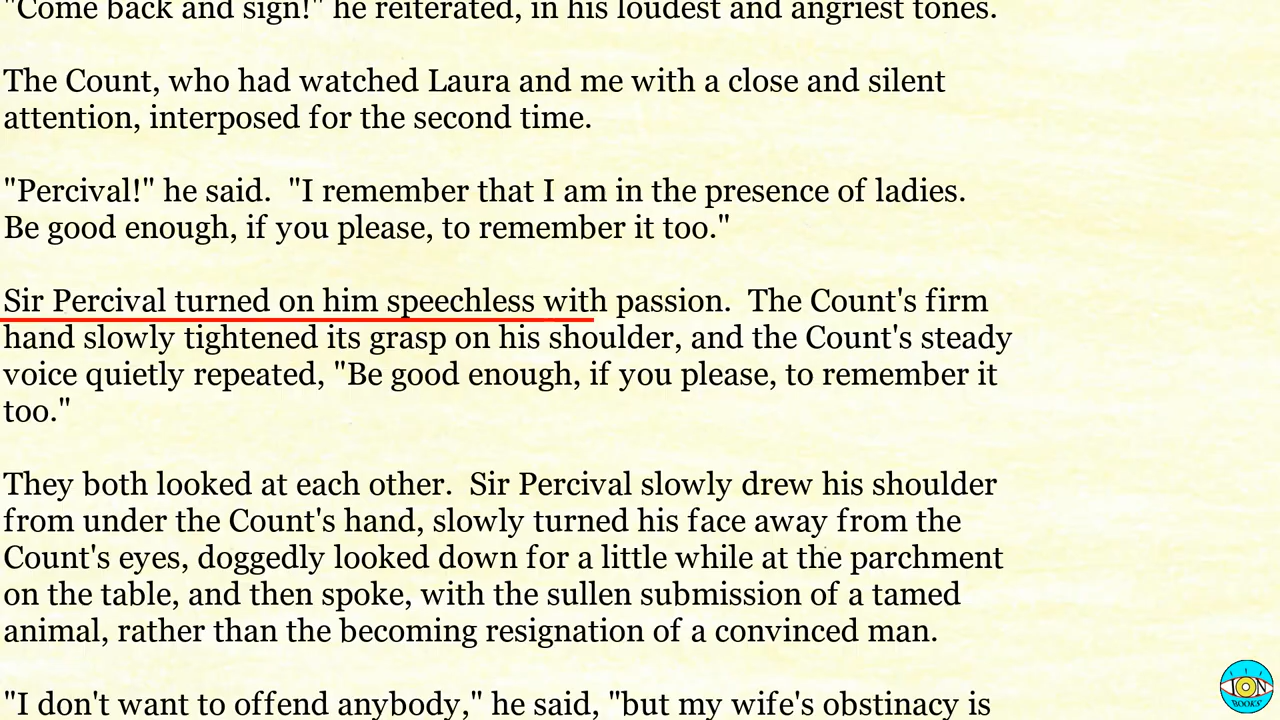 "Come back and sign!" he reiterated, in his loudest and angriest tones.
The Count, who had watched Laura and me with a close and silent
attention, interposed for the second time.
"Percival!" he said.  "I remember that I am in the presence of ladies.
Be good enough, if you please, to remember it too."
Sir Percival turned on him speechless with passion.  The Count's firm
hand slowly tightened its grasp on his shoulder, and the Count's steady
voice quietly repeated, "Be good enough, if you please, to remember it
too."
They both looked at each other.  Sir Percival slowly drew his shoulder
from under the Count's hand, slowly turned his face away from the
Count's eyes, doggedly looked down for a little while at the parchment
on the table, and then spoke, with the sullen submission of a tamed
animal, rather than the becoming resignation of a convinced man.
"I don't want to offend anybody," he said, "but my wife's obstinacy is
ION
BOOKS